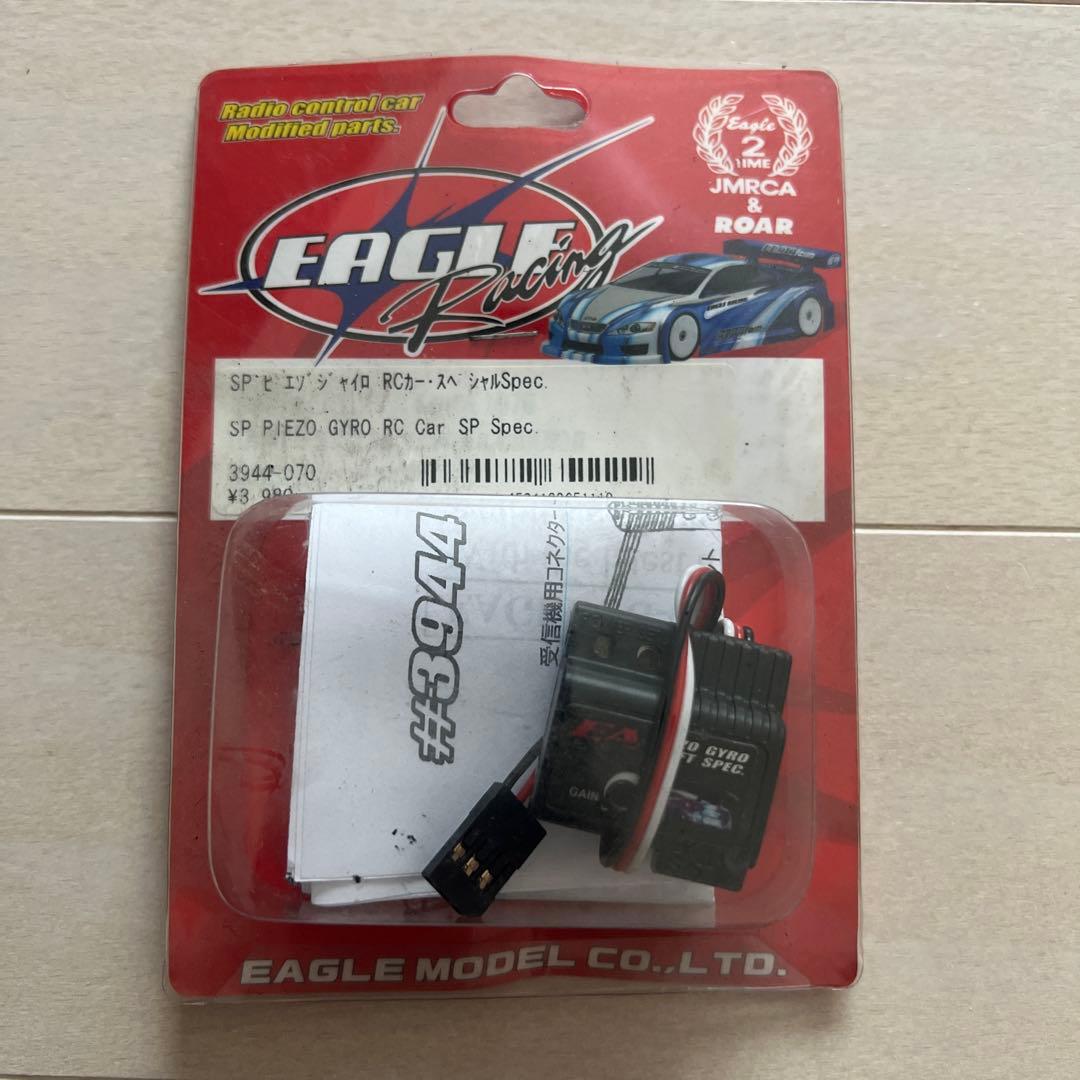 Radio control car
Modified parts.
EAGLE
Racing
Eagle
2
TIME
JMRCA
&
ROAR
SPﾋﾟｴｿﾞｼﾞｬｲﾛ RCｶｰ･ｽﾍﾟｼｬﾙSpec.
SP PIEZO GYRO RC Car SP Spec.
3944-070
¥3,980
#3944
受信機用コネクター
GAIN
GYRO
SPEC.
EAGLE MODEL CO.,LTD.